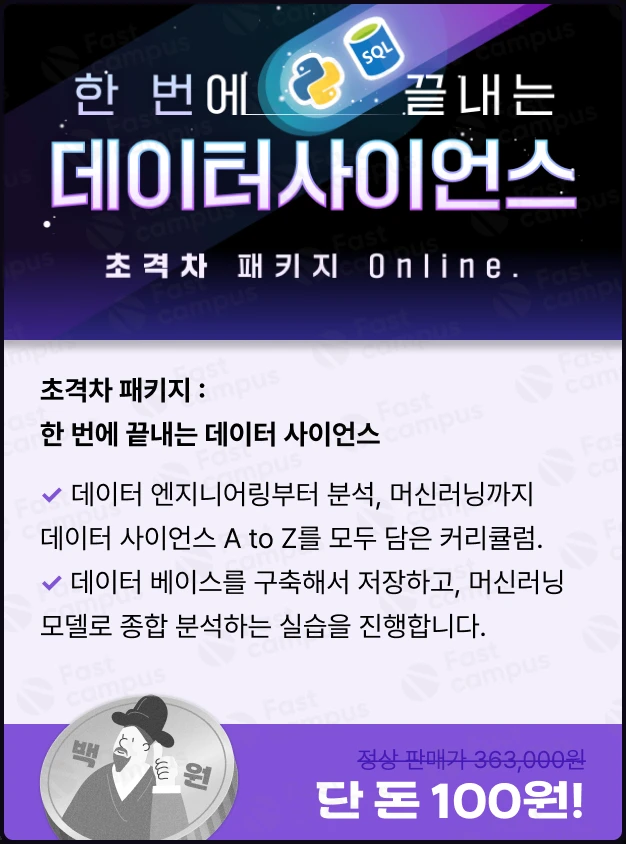 SQL
한 번에 끝내는
데이터사이언스
초격차 패키지 Online.
초격차 패키지 :
한 번에 끝내는 데이터 사이언스
✓ 데이터 엔지니어링부터 분석, 머신러닝까지
데이터 사이언스 A to Z를 모두 담은 커리큘럼.
✓ 데이터 베이스를 구축해서 저장하고, 머신러닝
모델로 종합 분석하는 실습을 진행합니다.
백 원
정상 판매가 363,000원
단 돈 100원!
Fast campus